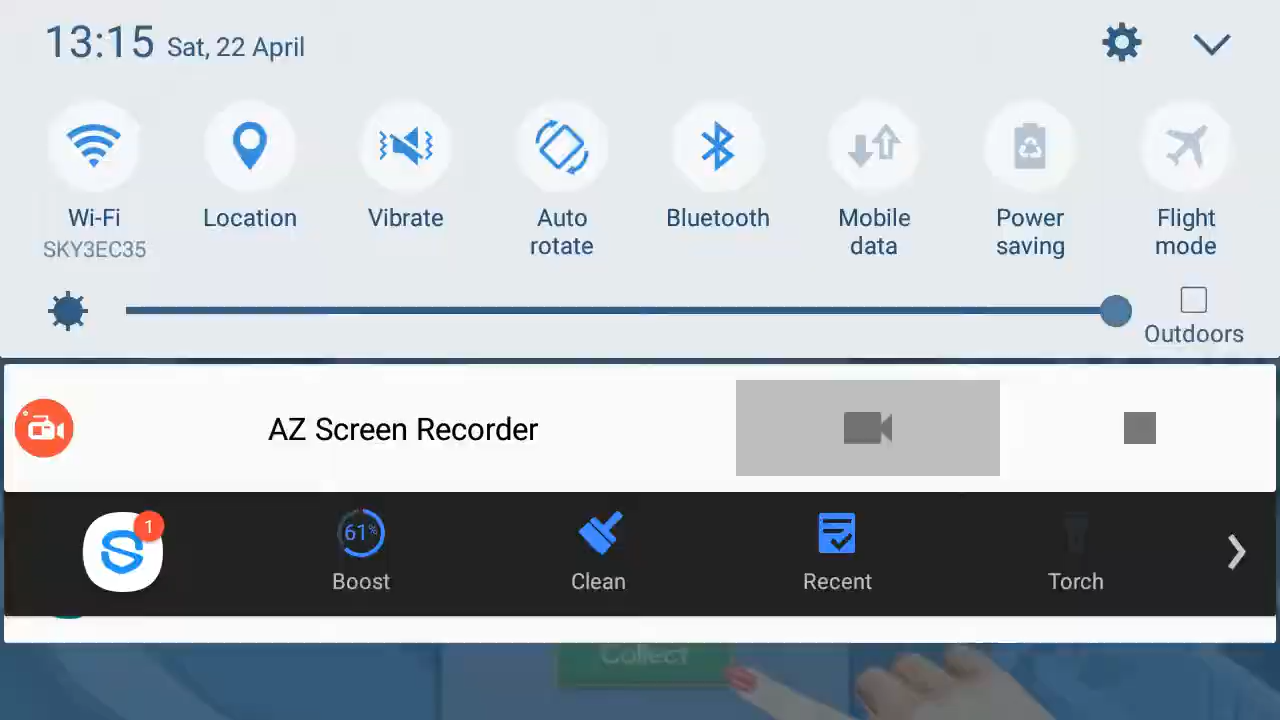 13:15 Sat, 22 April
Wi-Fi
SKY3EC35
Location
Vibrate
Auto
rotate
Bluetooth
Mobile
data
Power
saving
Flight
mode
Outdoors
AZ Screen Recorder
1
61%
Boost
Clean
Recent
Torch
Collect